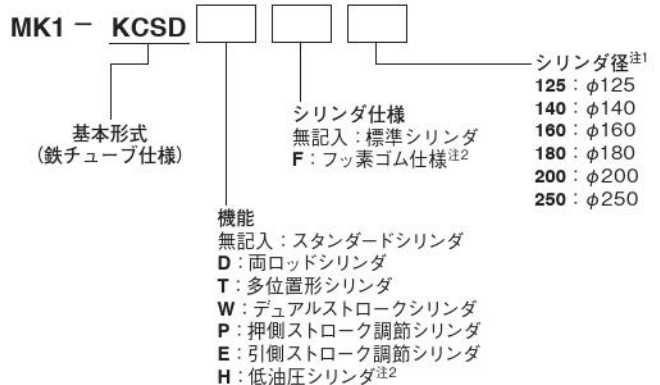 MK1 － KCSD
基本形式
(鉄チューブ仕様)
機能
無記入：スタンダードシリンダ
D：両ロッドシリンダ
T：多位置形シリンダ
W：デュアルストロークシリンダ
P：押側ストローク調節シリンダ
E：引側ストローク調節シリンダ
H：低油圧シリンダ注2
シリンダ仕様
無記入：標準シリンダ
F：フッ素ゴム仕様注2
シリンダ径注1
125：φ125
140：φ140
160：φ160
180：φ180
200：φ200
250：φ250